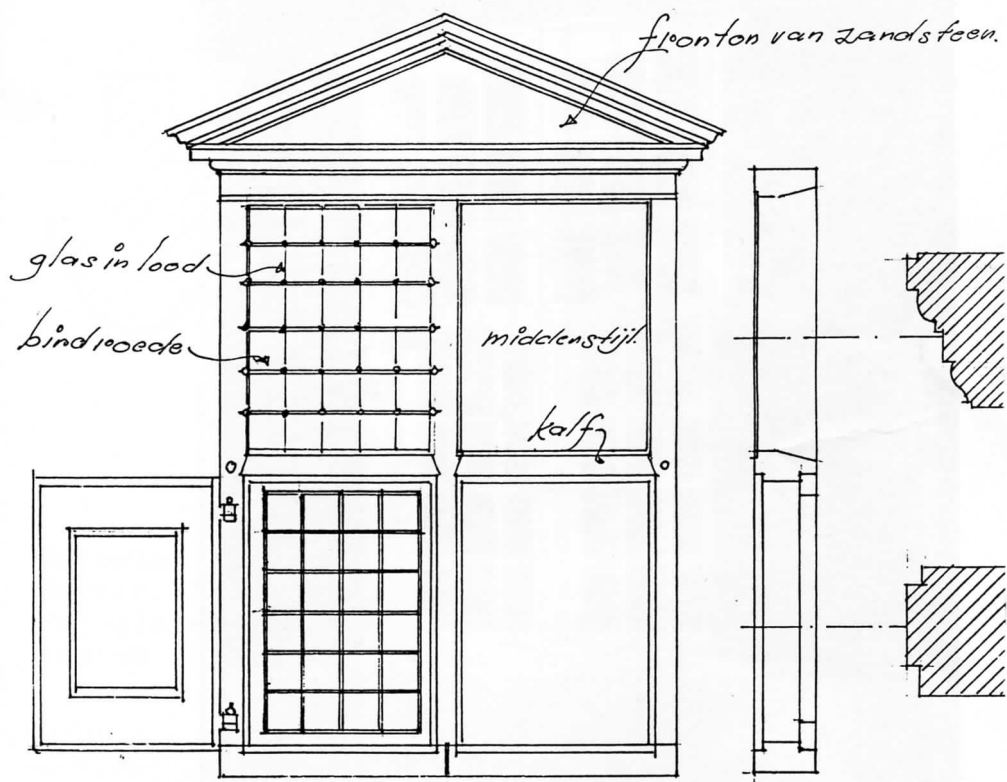 fronton van zandsteen.
glas in lood
bindroede
middenstijl.
kalf